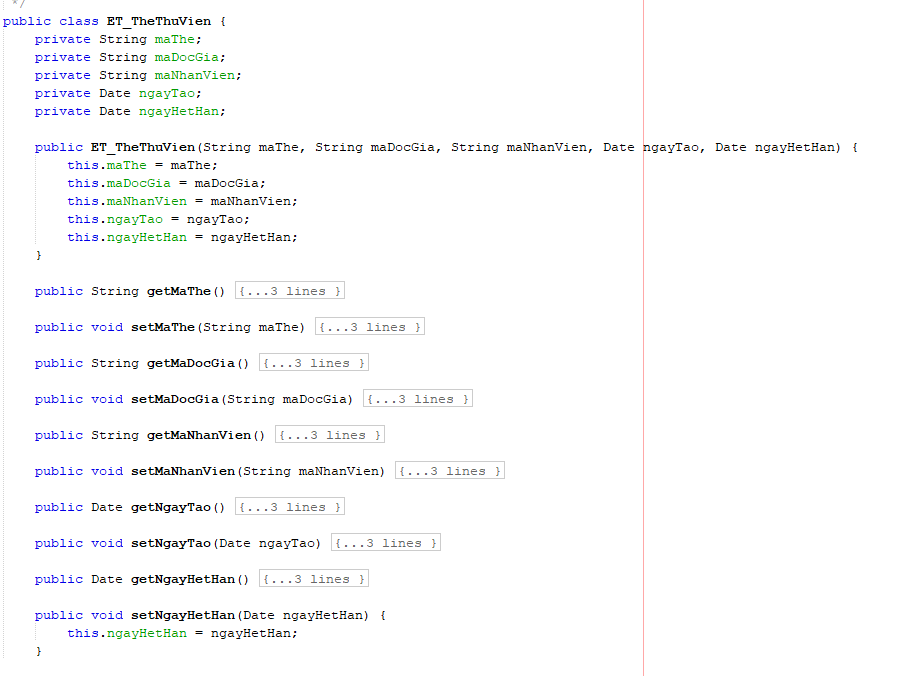 */
public class ET_TheThuVien {
    private String maThe;
    private String maDocGia;
    private String maNhanVien;
    private Date ngayTao;
    private Date ngayHetHan;
    public ET_TheThuVien(String maThe, String maDocGia, String maNhanVien, Date ngayTao, Date ngayHetHan) {
        this.maThe = maThe;
        this.maDocGia = maDocGia;
        this.maNhanVien = maNhanVien;
        this.ngayTao = ngayTao;
        this.ngayHetHan = ngayHetHan;
    }
    public String getMaThe() {...3 lines }
    public void setMaThe(String maThe) {...3 lines }
    public String getMaDocGia() {...3 lines }
    public void setMaDocGia(String maDocGia) {...3 lines }
    public String getMaNhanVien() {...3 lines }
    public void setMaNhanVien(String maNhanVien) {...3 lines }
    public Date getNgayTao() {...3 lines }
    public void setNgayTao(Date ngayTao) {...3 lines }
    public Date getNgayHetHan() {...3 lines }
    public void setNgayHetHan(Date ngayHetHan) {
        this.ngayHetHan = ngayHetHan;
    }